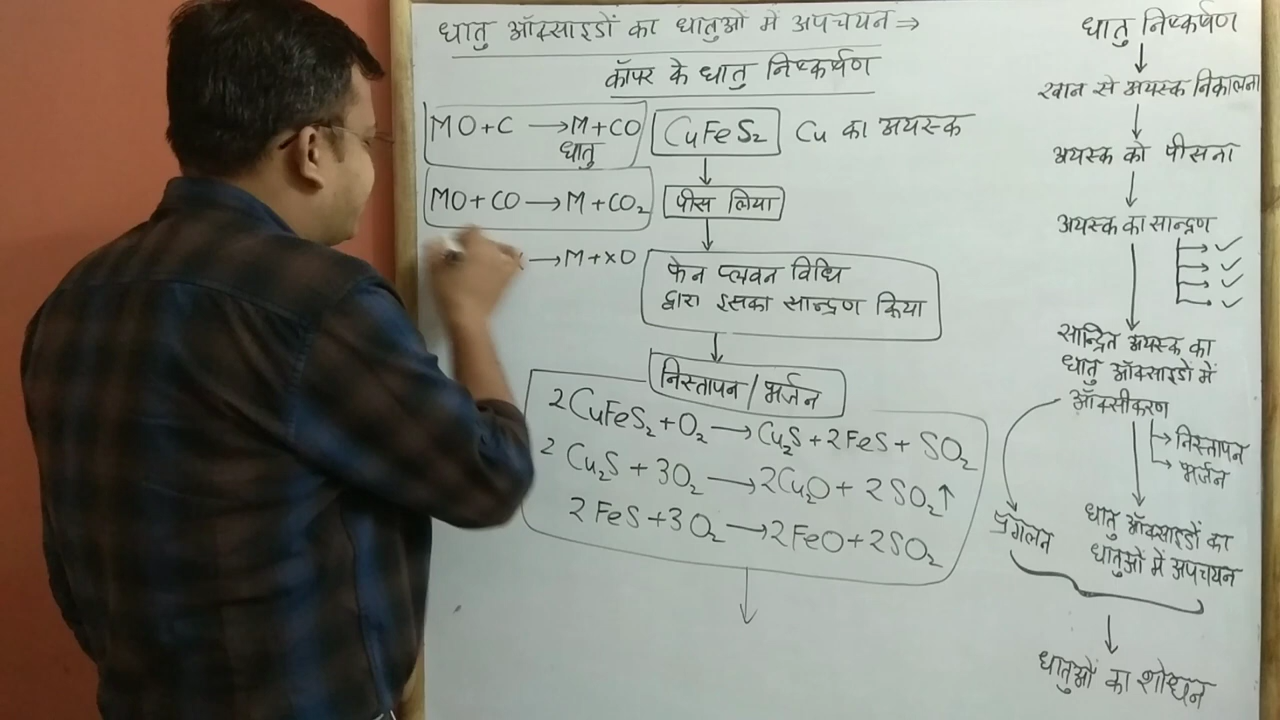 धातु ऑक्साइडों का धातुओं में अपचयन ⇒
कॉपर के धातु निष्कर्षण
MO + C → M + CO
धातु
MO + CO → M + CO₂
→ M + XO
CuFeS₂ Cu का अयस्क
पीस लिया
फेन प्लवन विधि
द्वारा इसका सान्द्रण किया
निस्तापन / भर्जन
2CuFeS₂ + O₂ → Cu₂S + 2FeS + SO₂
2Cu₂S + 3O₂ → 2Cu₂O + 2SO₂↑
2FeS + 3O₂ → 2FeO + 2SO₂
धातु निष्कर्षण
खान से अयस्क निकालना
अयस्क को पीसना
अयस्क का सान्द्रण
सान्द्रित अयस्क का
धातु ऑक्साइडों में
ऑक्सीकरण
निस्तापन
भर्जन
प्रगलन
धातु ऑक्साइडों का
धातुओं में अपचयन
धातुओं का शोधन